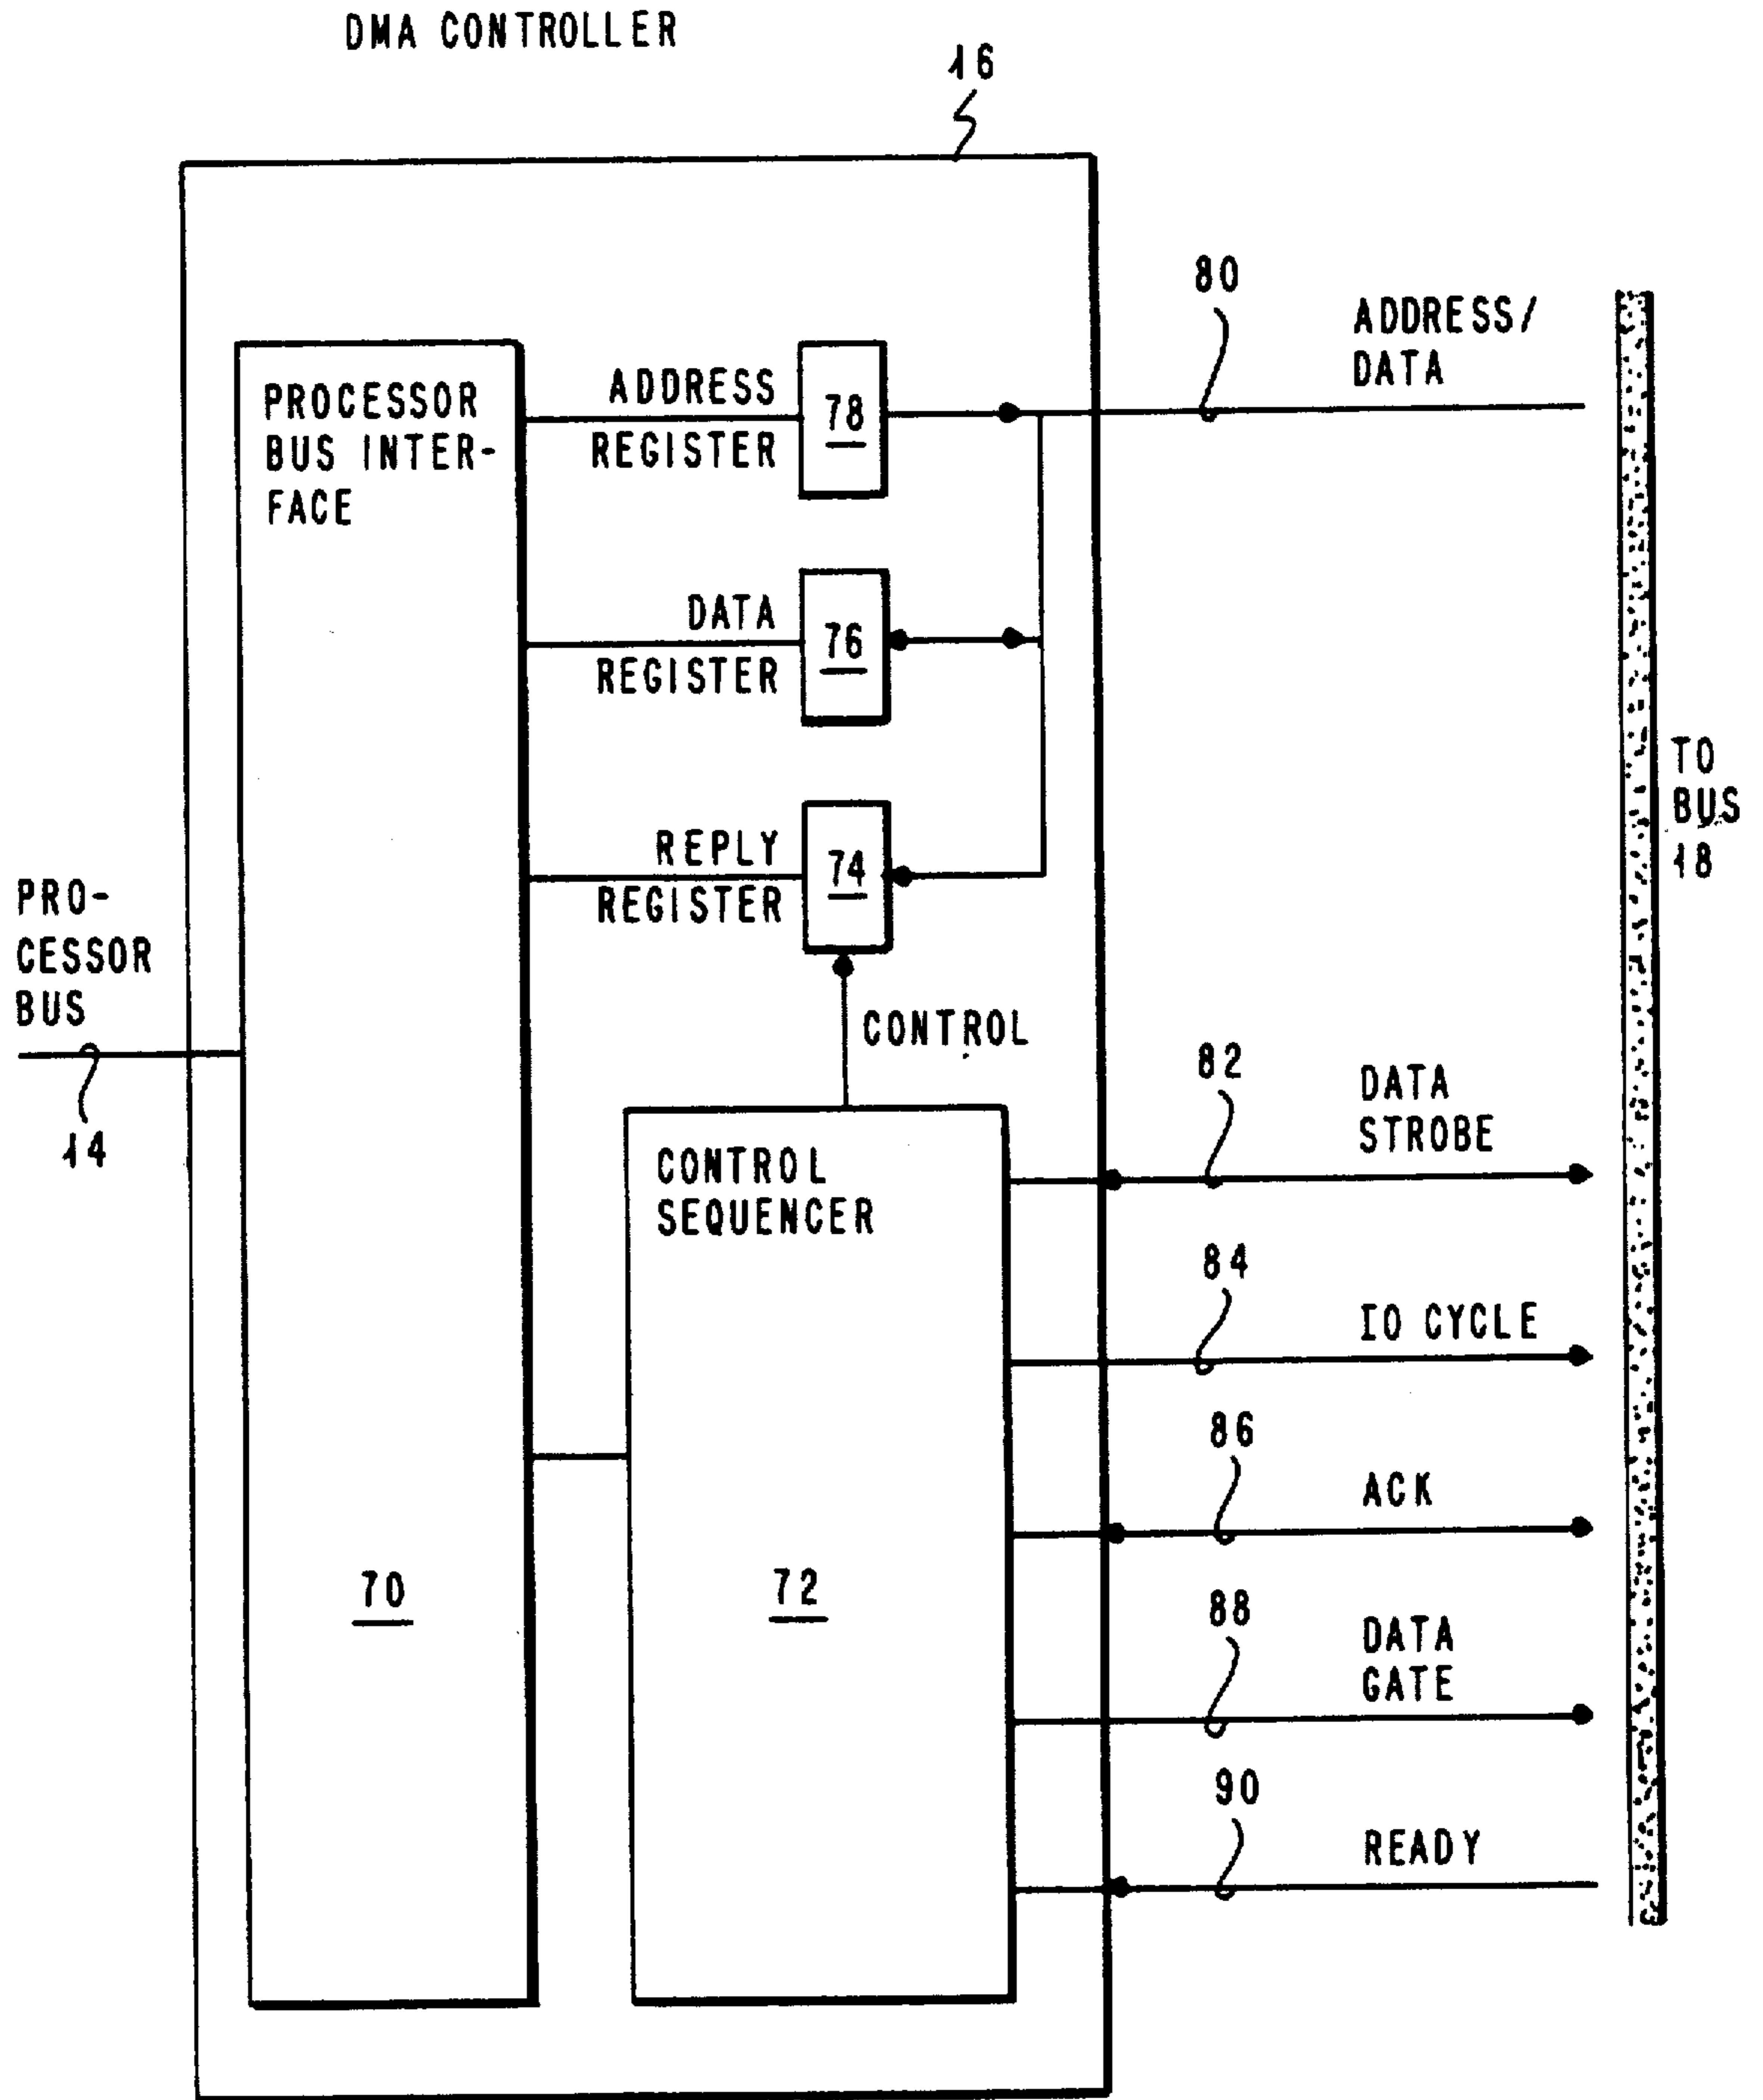 DMA CONTROLLER
16
80
ADDRESS/
DATA
PROCESSOR
BUS INTER-
FACE
ADDRESS
REGISTER
78
DATA
REGISTER
76
REPLY
REGISTER
74
TO
BUS
18
PRO-
CESSOR
BUS
14
CONTROL
CONTROL
SEQUENCER
82
DATA
STROBE
84
IO CYCLE
86
ACK
70
72
88
DATA
GATE
90
READY